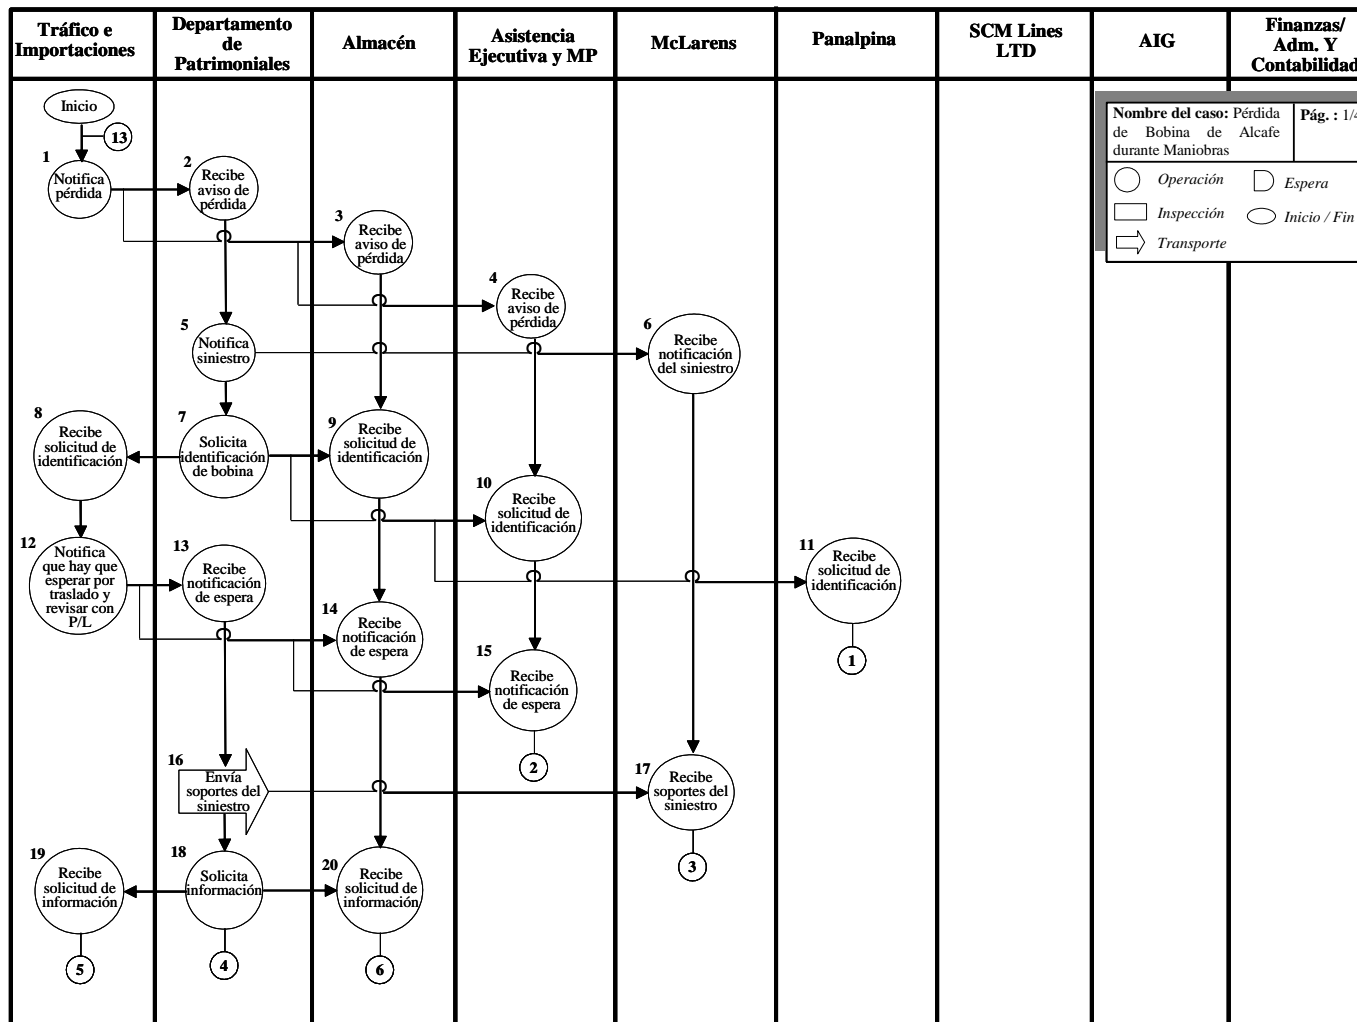 Tráfico e
Importaciones
Departamento
de
Patrimoniales
Almacén
Asistencia
Ejecutiva y MP
McLarens
Panalpina
SCM Lines
LTD
AIG
Finanzas/
Adm. Y
Contabilidad
Nombre del caso: Pérdida
de Bobina de Alcafe
durante Maniobras
Pág. : 1/4
Operación
Espera
Inspección
Inicio / Fin
Transporte
Inicio
13
1
Notifica
pérdida
2
Recibe
aviso de
pérdida
3
Recibe
aviso de
pérdida
4
Recibe
aviso de
pérdida
5
Notifica
siniestro
6
Recibe
notificación
del siniestro
7
Solicita
identificación
de bobina
8
Recibe
solicitud de
identificación
9
Recibe
solicitud de
identificación
10
Recibe
solicitud de
identificación
11
Recibe
solicitud de
identificación
1
12
Notifica
que hay que
esperar por
traslado y
revisar con
P/L
13
Recibe
notificación
de espera
14
Recibe
notificación
de espera
15
Recibe
notificación
de espera
2
16
Envía
soportes del
siniestro
17
Recibe
soportes del
siniestro
3
18
Solicita
información
4
19
Recibe
solicitud de
información
5
20
Recibe
solicitud de
información
6